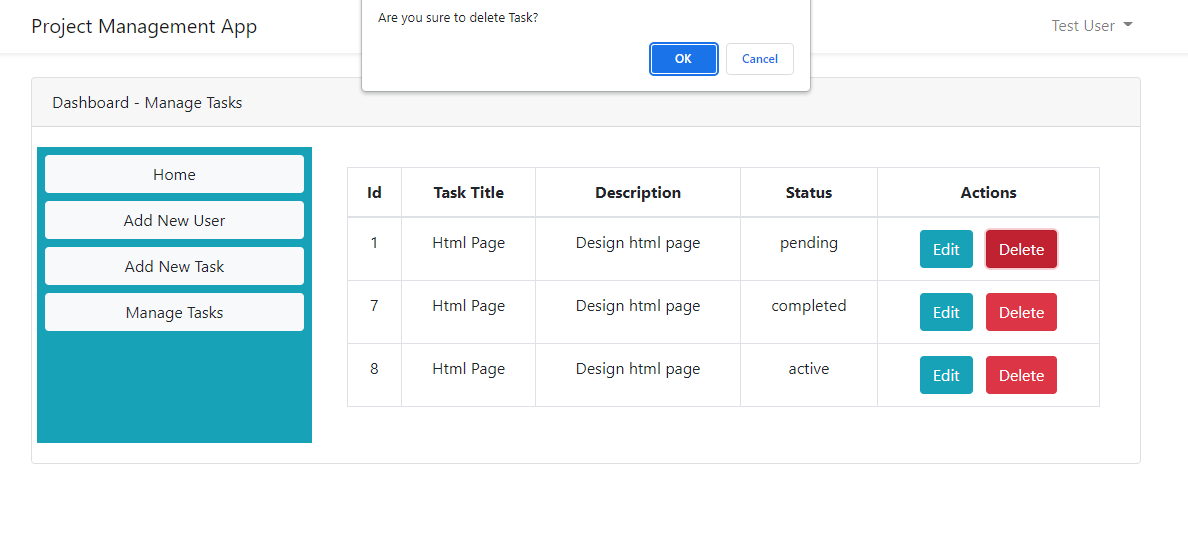 Are you sure to delete Task?
Project Management App
Test User
OK Cancel
Dashboard - Manage Tasks
Home
Add New User
Add New Task
Manage Tasks
Id Task Title Description Status Actions
1 Html Page Design html page pending Edit Delete
7 Html Page Design html page completed Edit Delete
8 Html Page Design html page active Edit Delete